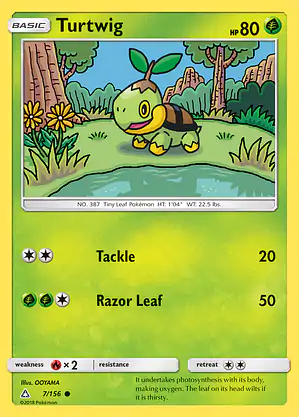 BASIC Turtwig HP 80
NO. 387 Tiny Leaf Pokémon HT: 1'04" WT: 22.5 lbs.
Tackle 20
Razor Leaf 50
weakness ×2 resistance retreat
Illus. OOYAMA
7/156
©2018 Pokémon
It undertakes photosynthesis with its body,
making oxygen. The leaf on its head wilts if
it is thirsty.